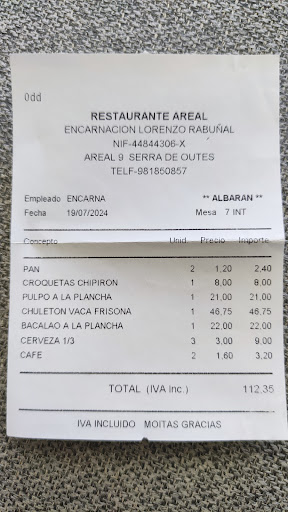 0dd
RESTAURANTE AREAL
ENCARNACION LORENZO RABUÑAL
NIF-44844306-X
AREAL 9 SERRA DE OUTES
TELF-981850857
Empleado ENCARNA ** ALBARAN **
Fecha 19/07/2024 Mesa 7 INT
Concepto Unid Precio Importe
PAN 2 1,20 2,40
CROQUETAS CHIPIRON 1 8,00 8,00
PULPO A LA PLANCHA 1 21,00 21,00
CHULETON VACA FRISONA 1 46,75 46,75
BACALAO A LA PLANCHA 1 22,00 22,00
CERVEZA 1/3 3 3,00 9,00
CAFE 2 1,60 3,20
TOTAL (IVA Inc.) 112,35
IVA INCLUIDO MOITAS GRACIAS